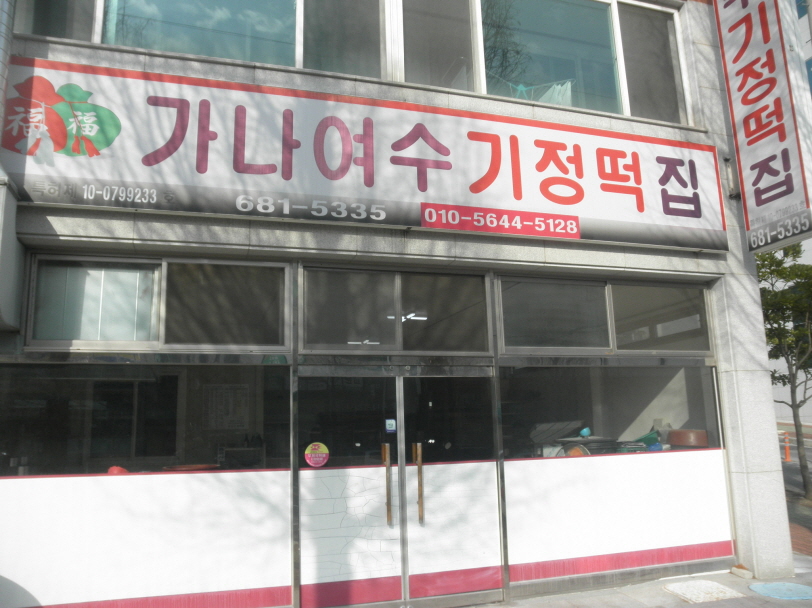 福 福
가나여수기정떡집
특허 제 10-0799233 호
681-5335
010-5644-5128
기정떡집
681-5335